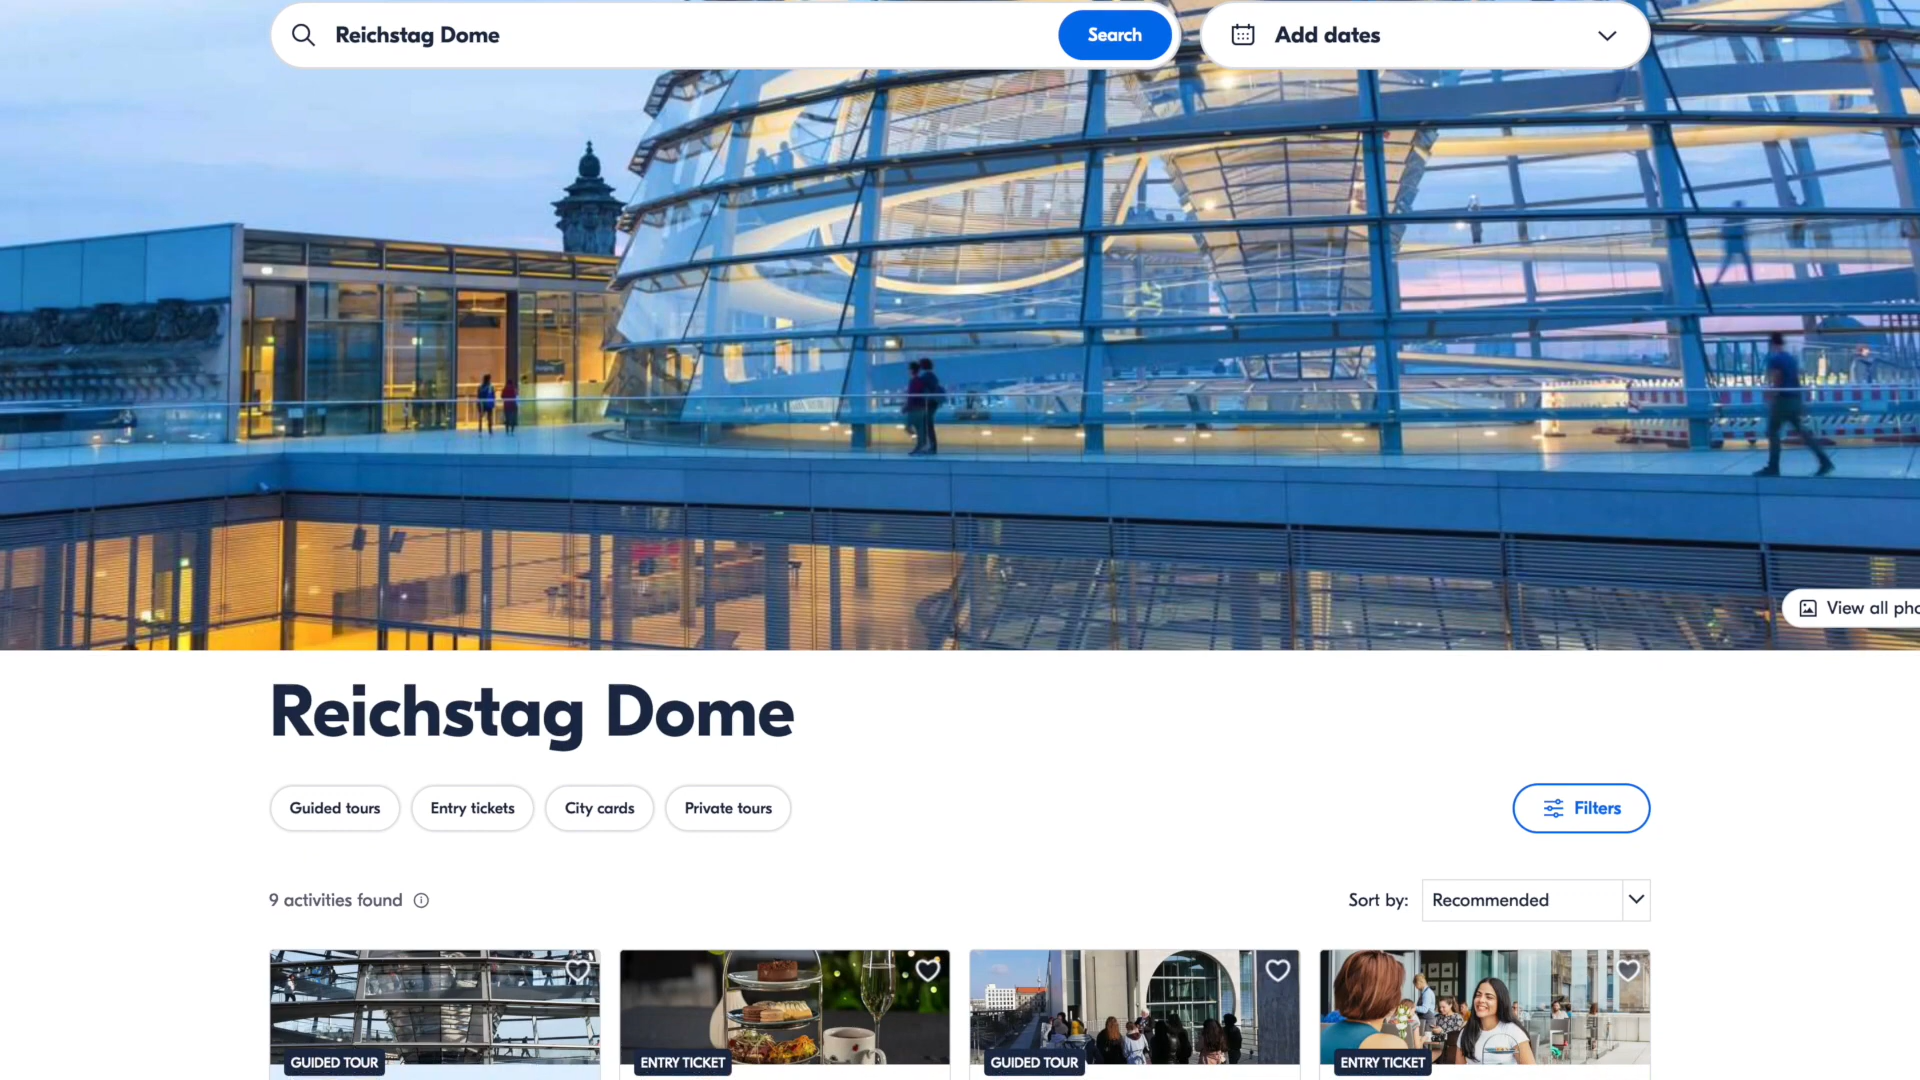 Reichstag Dome
Search
Add dates
View all pho
Reichstag Dome
Guided tours
Entry tickets
City cards
Private tours
Filters
9 activities found
Sort by:
Recommended
GUIDED TOUR
ENTRY TICKET
GUIDED TOUR
ENTRY TICKET